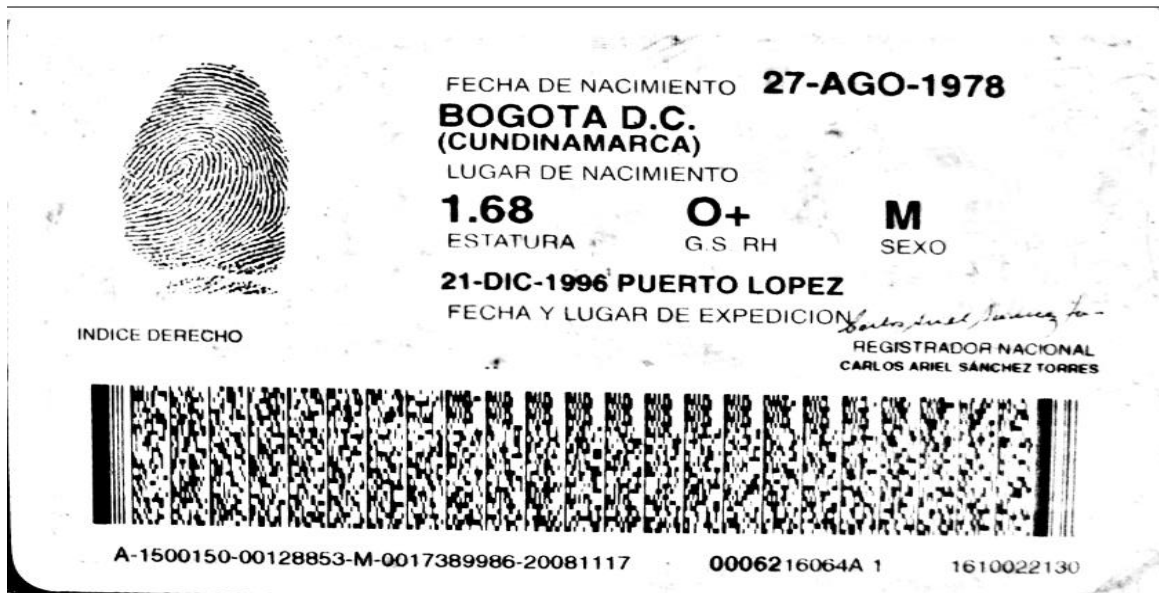 FECHA DE NACIMIENTO 27-AGO-1978
BOGOTA D.C.
(CUNDINAMARCA)
LUGAR DE NACIMIENTO
1.68 O+ M
ESTATURA G.S. RH SEXO
21-DIC-1996 PUERTO LOPEZ
FECHA Y LUGAR DE EXPEDICION
INDICE DERECHO
REGISTRADOR NACIONAL
CARLOS ARIEL SÁNCHEZ TORRES
A-1500150-00128853-M-0017389986-20081117 0006216064A 1 1610022130